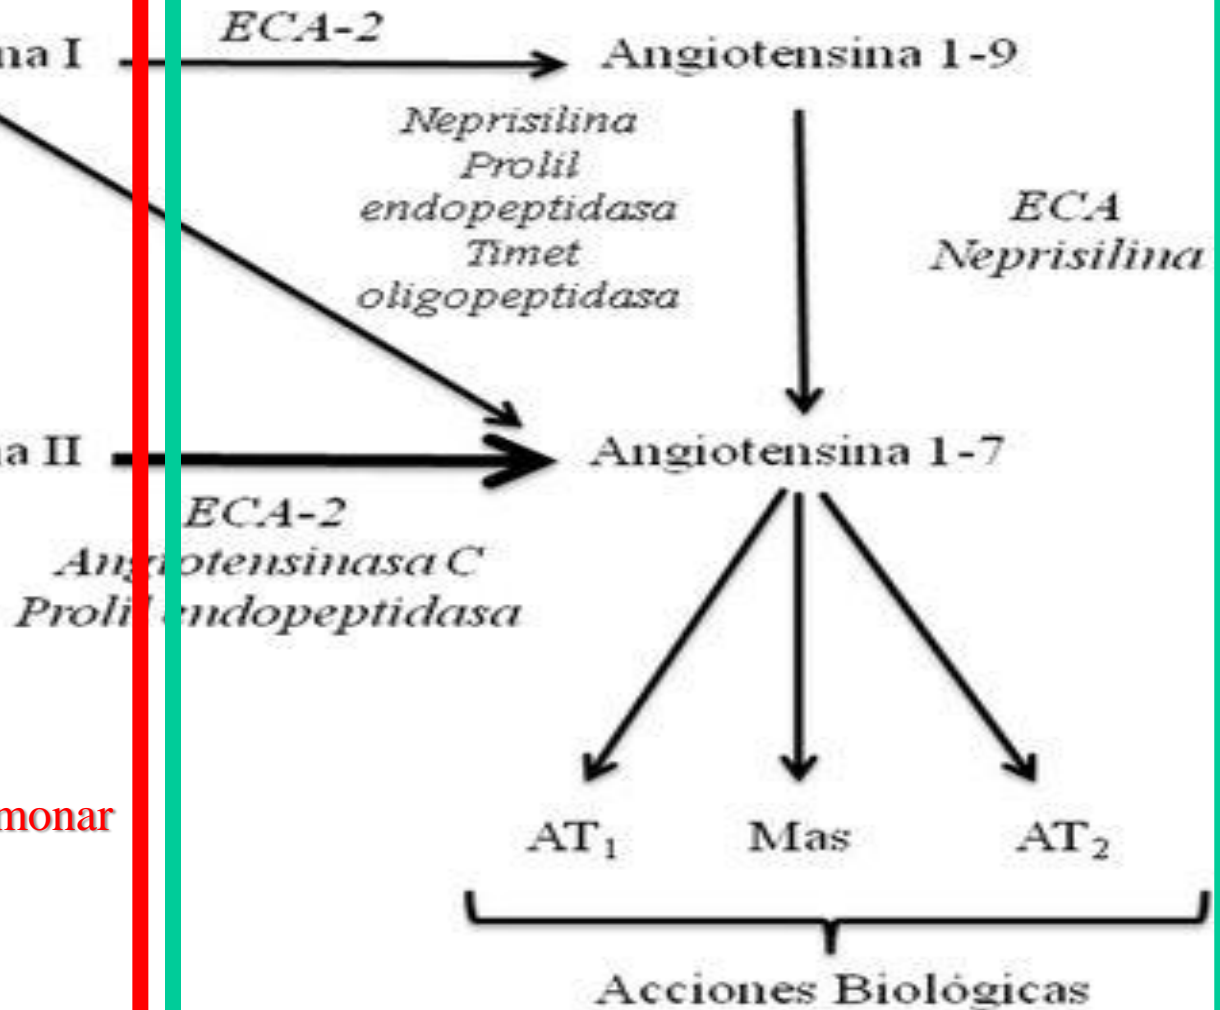 na I
ECA-2
Angiotensina 1-9
Neprisilina
Prolil
endopeptidasa
Timet
oligopeptidasa
ECA
Neprisilina
a II
Angiotensina 1-7
ECA-2
Angiotensinasa C
Prolil endopeptidasa
monar
AT₁ Mas AT₂
Acciones Biológicas